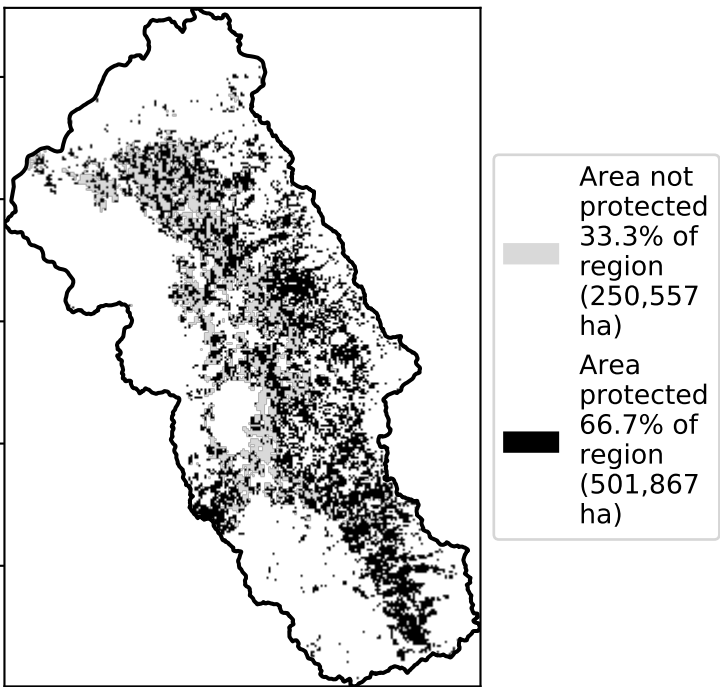 Area not
protected
33.3% of
region
(250,557
ha)
Area
protected
66.7% of
region
(501,867
ha)